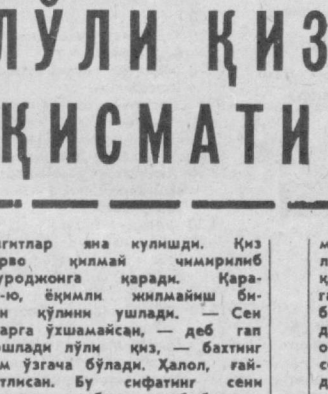 ЛЎЛИ ҚИЗ
ҚИСМАТИ
игитлар яна кулишди. Қиз
рво қилмай чимирилиб
уроджонга қаради. Қара-
-ю, ёқимли жилмайиш би-
н қўлини ушлади. — Сен
арга ўхшамайсан, — деб гап
ошлади лўли қиз, — бахтинг
м ўзгача бўлади. Ҳалол, ғай-
тлисан. Бу сифатинг сени